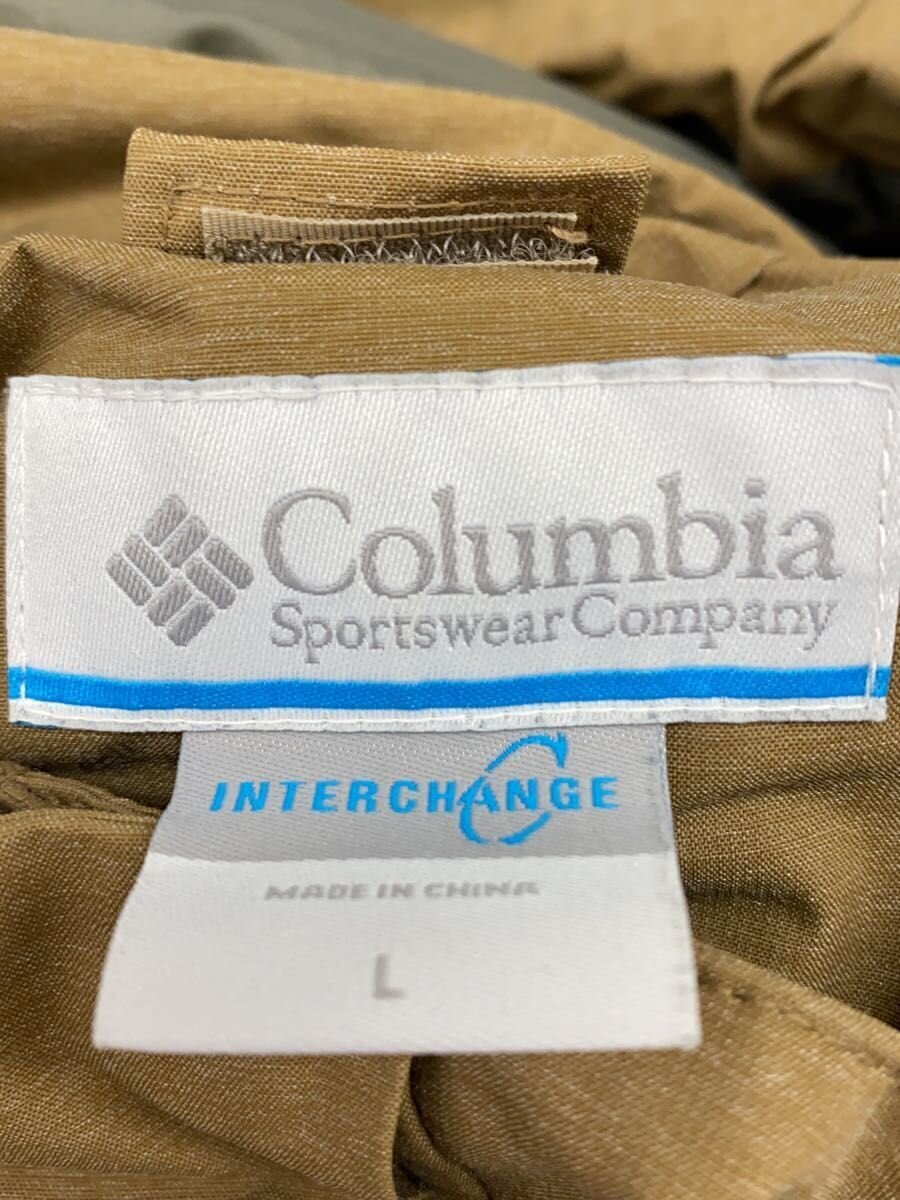 Columbia
Sportswear Company
INTERCHANGE
MADE IN CHINA
L